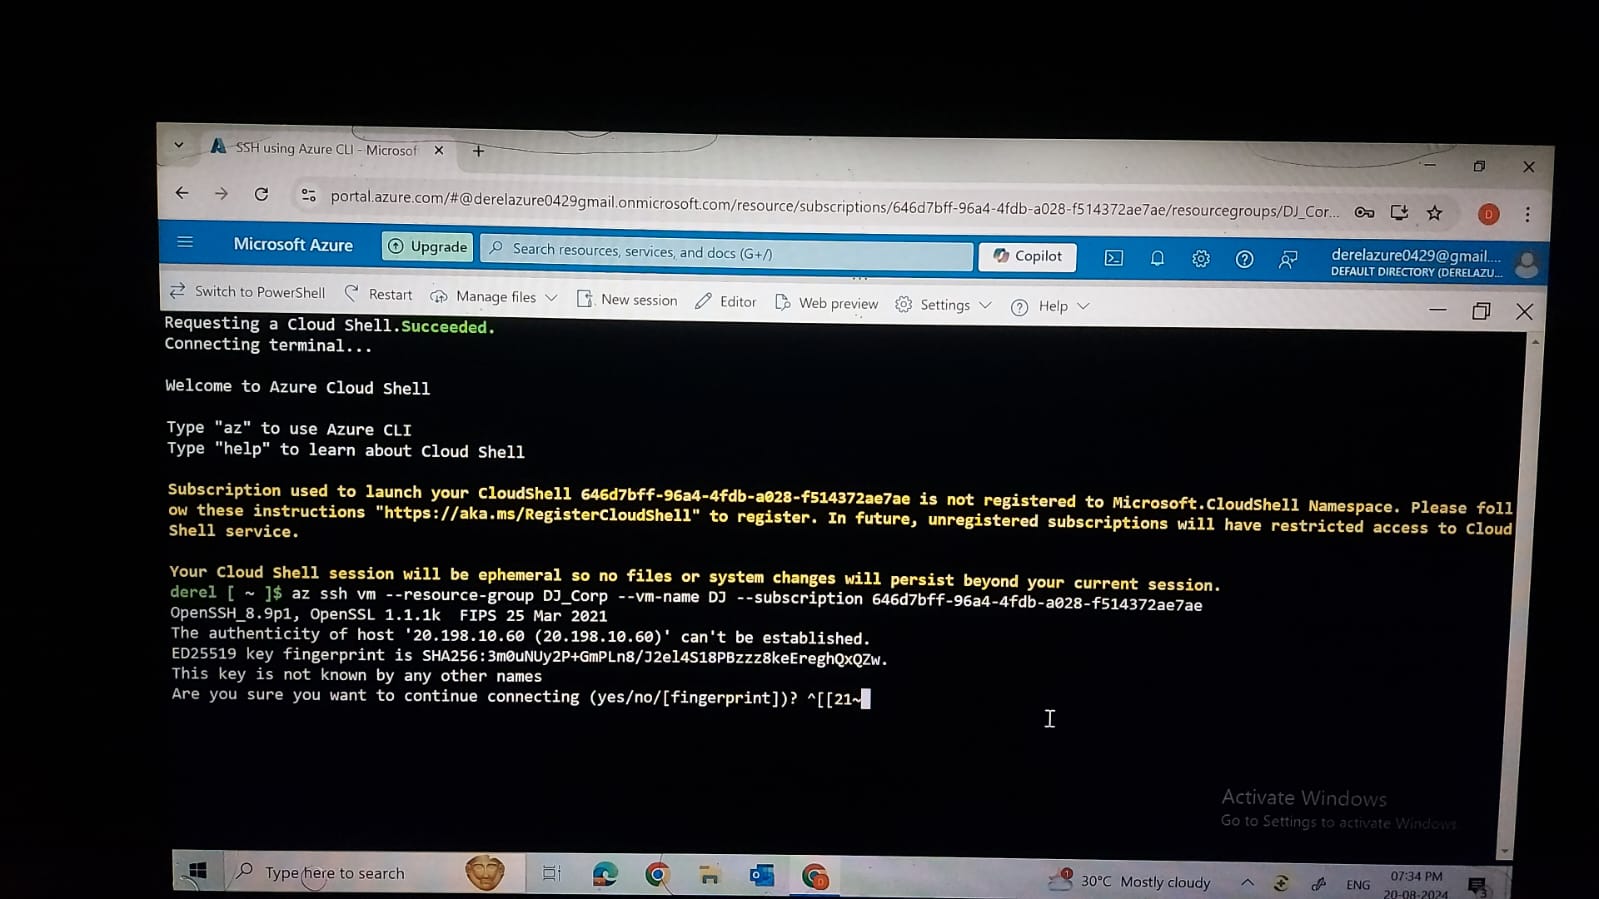 SSH using Azure CLI - Microsof
portal.azure.com/#@derelazure0429gmail.onmicrosoft.com/resource/subscriptions/646d7bff-96a4-4fdb-a028-f514372ae7ae/resourcegroups/DJ_Cor...
D
Microsoft Azure
Upgrade
Search resources, services, and docs (G+/)
Copilot
derelazure0429@gmail....
DEFAULT DIRECTORY (DERELAZU...
Switch to PowerShell
Restart
Manage files
New session
Editor
Web preview
Settings
Help
Requesting a Cloud Shell.Succeeded.
Connecting terminal...
Welcome to Azure Cloud Shell
Type "az" to use Azure CLI
Type "help" to learn about Cloud Shell
Subscription used to launch your CloudShell 646d7bff-96a4-4fdb-a028-f514372ae7ae is not registered to Microsoft.CloudShell Namespace. Please foll
ow these instructions "https://aka.ms/RegisterCloudShell" to register. In future, unregistered subscriptions will have restricted access to Cloud
Shell service.
Your Cloud Shell session will be ephemeral so no files or system changes will persist beyond your current session.
derel [ ~ ]$ az ssh vm --resource-group DJ_Corp --vm-name DJ --subscription 646d7bff-96a4-4fdb-a028-f514372ae7ae
OpenSSH_8.9p1, OpenSSL 1.1.1k  FIPS 25 Mar 2021
The authenticity of host '20.198.10.60 (20.198.10.60)' can't be established.
ED25519 key fingerprint is SHA256:3m0uNUy2P+GmPLn8/J2el4S18PBzzz8keEreghQxQZw.
This key is not known by any other names
Are you sure you want to continue connecting (yes/no/[fingerprint])? ^[[21~
Activate Windows
Go to Settings to activate Windows.
Type here to search
1
30°C Mostly cloudy
ENG
07:34 PM
20-08-2024
3